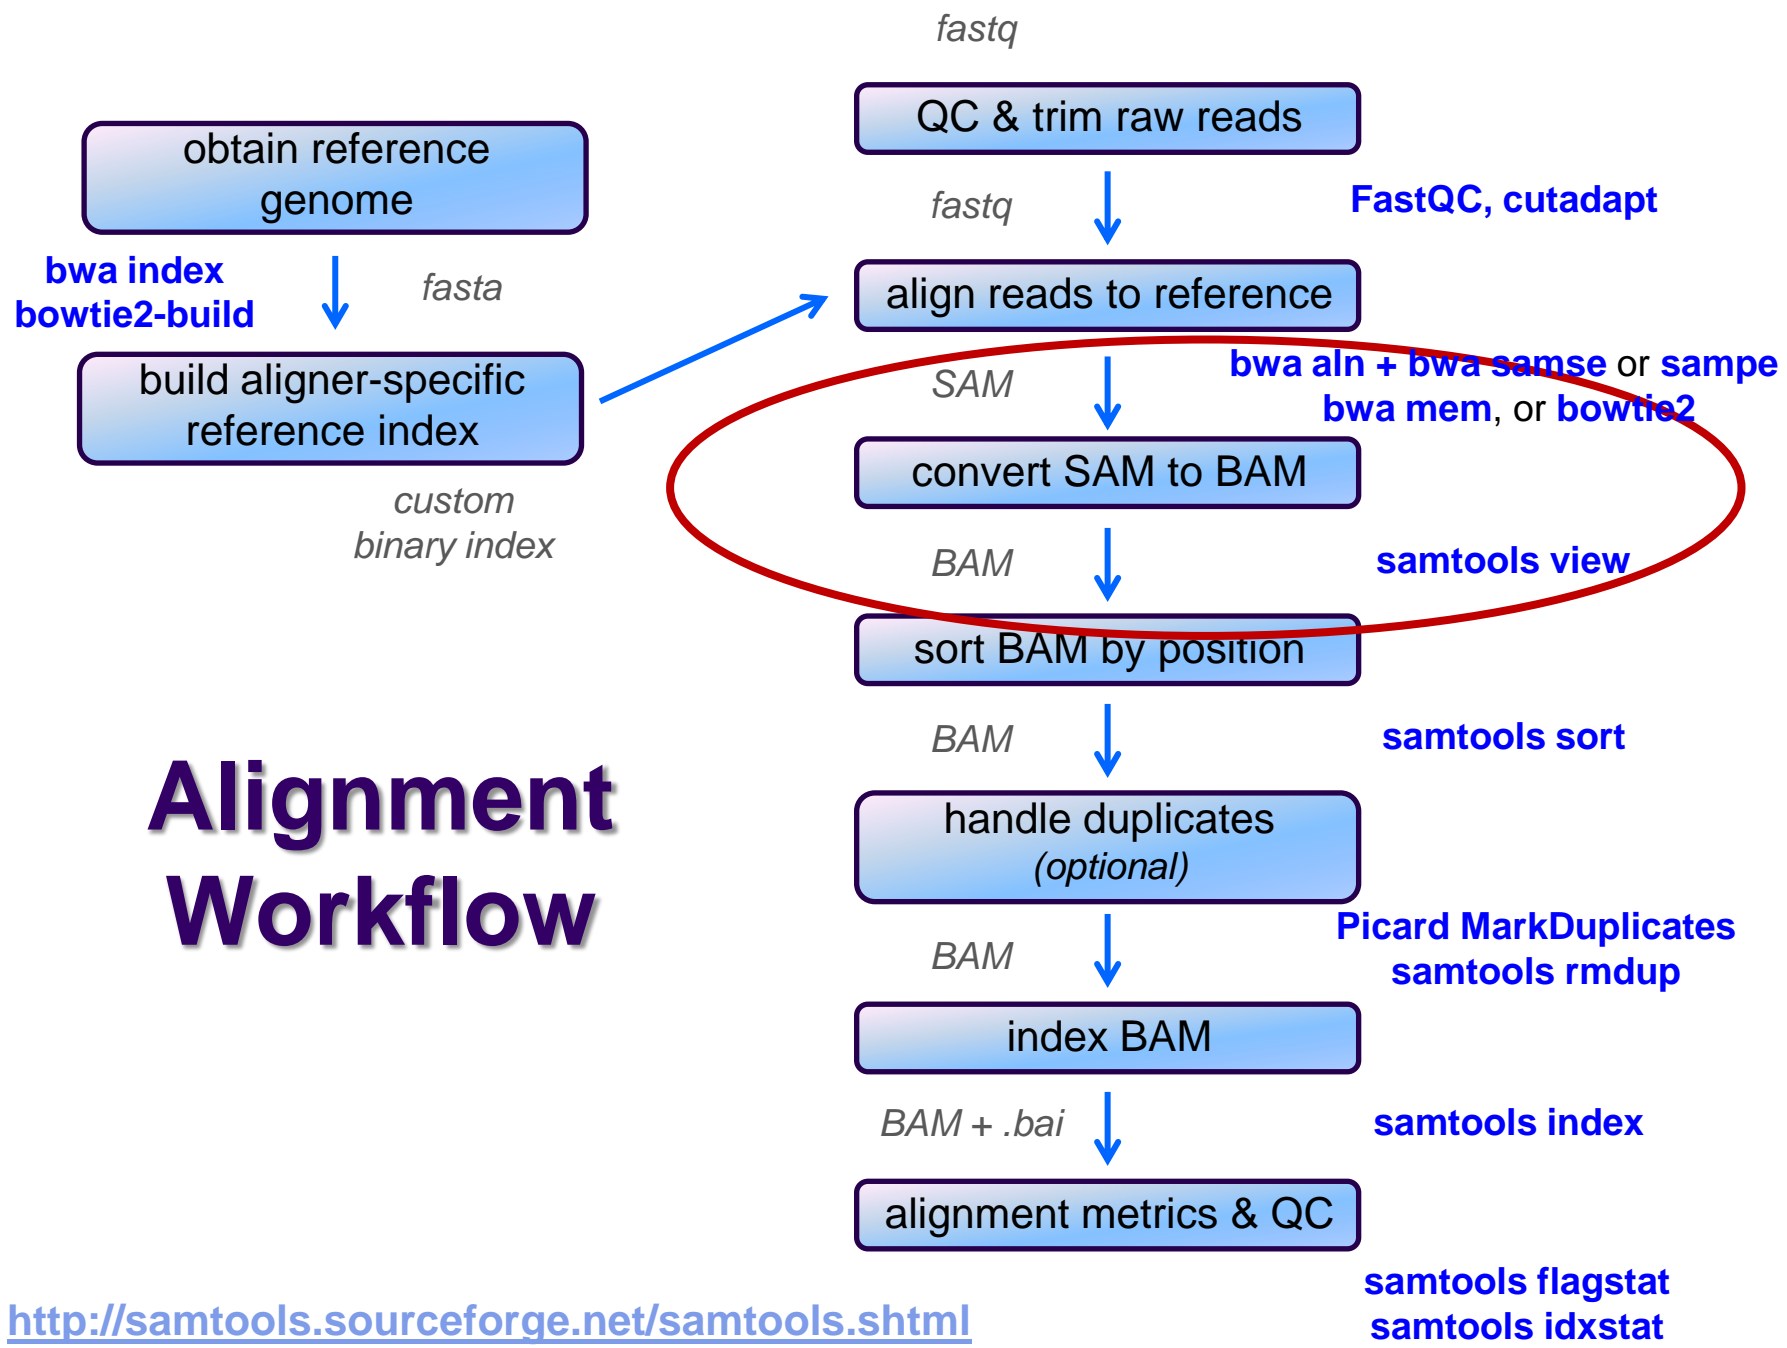 fastq
QC & trim raw reads
obtain reference
genome
fastq
FastQC, cutadapt
bwa index
bowtie2-build
fasta
align reads to reference
build aligner-specific
reference index
SAM
bwa aln + bwa samse or sampe
bwa mem, or bowtie2
convert SAM to BAM
custom
binary index
BAM
samtools view
sort BAM by position
BAM
samtools sort
Alignment
Workflow
handle duplicates
(optional)
BAM
Picard MarkDuplicates
samtools rmdup
index BAM
BAM + .bai
samtools index
alignment metrics & QC
samtools flagstat
samtools idxstat
http://samtools.sourceforge.net/samtools.shtml